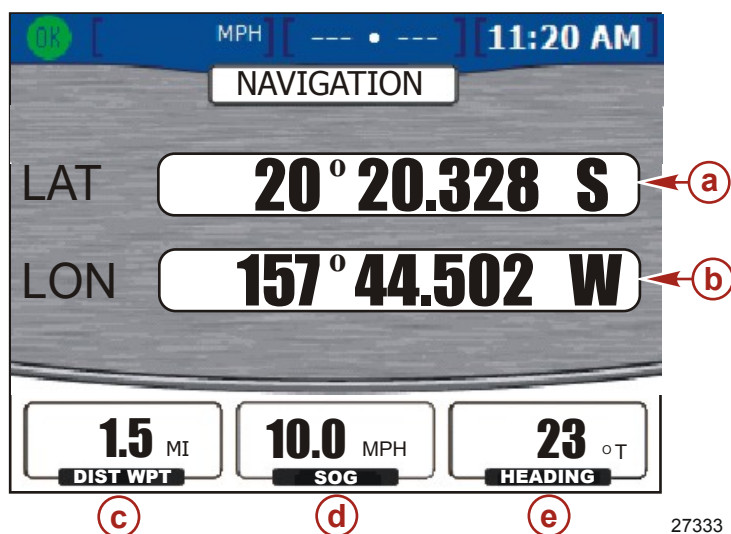 OK [ MPH ] [ --- • --- ] [ 11:20 AM ]
NAVIGATION
LAT 20° 20.328 S a
LON 157° 44.502 W b
1.5 MI 10.0 MPH 23 °T
DIST WPT SOG HEADING
c d e
27333